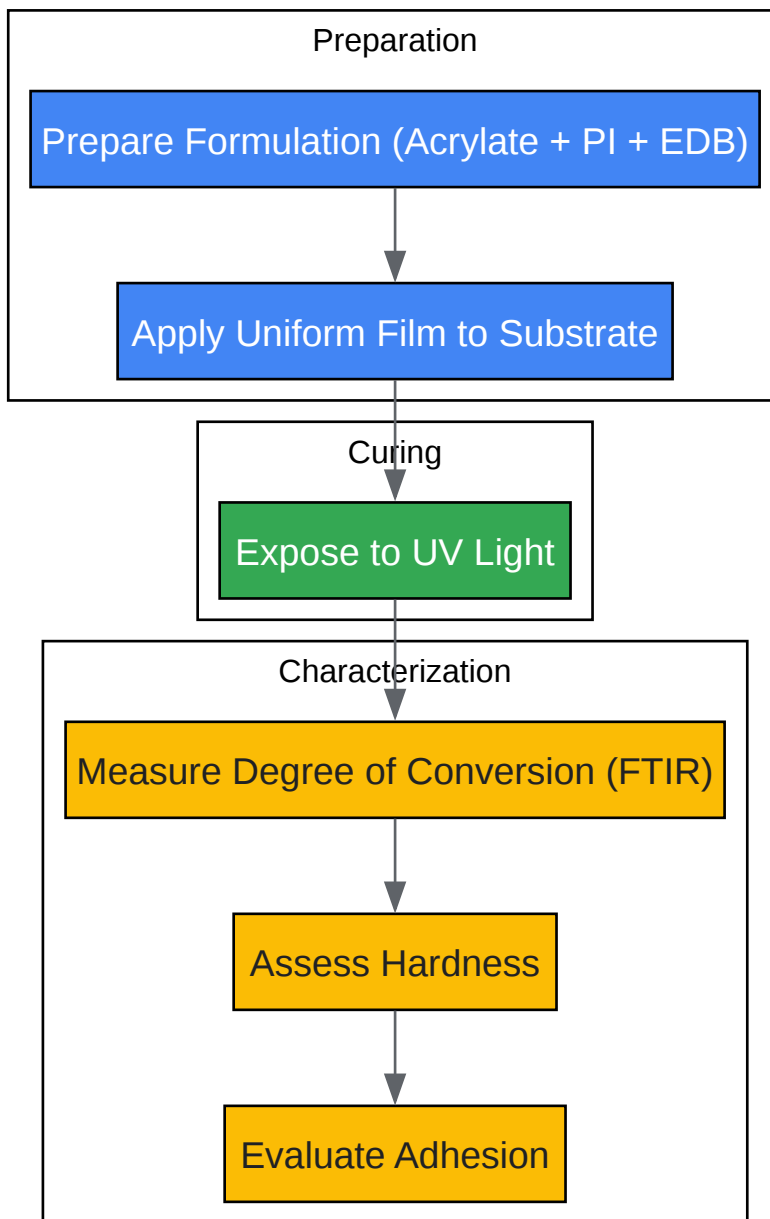 Preparation
Prepare Formulation (Acrylate + PI + EDB)
Apply Uniform Film to Substrate
Curing
Expose to UV Light
Characterization
Measure Degree of Conversion (FTIR)
Assess Hardness
Evaluate Adhesion